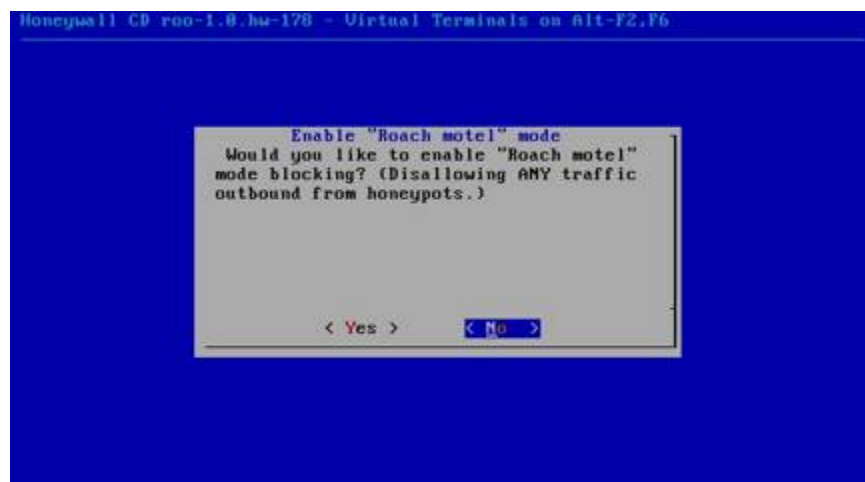 Honeywall CD roo-1.0.hw-178 - Virtual Terminals on Alt-F2,F6
Enable "Roach motel" mode
Would you like to enable "Roach motel"
mode blocking? (Disallowing ANY traffic
outbound from honeypots.)
< Yes > < No >